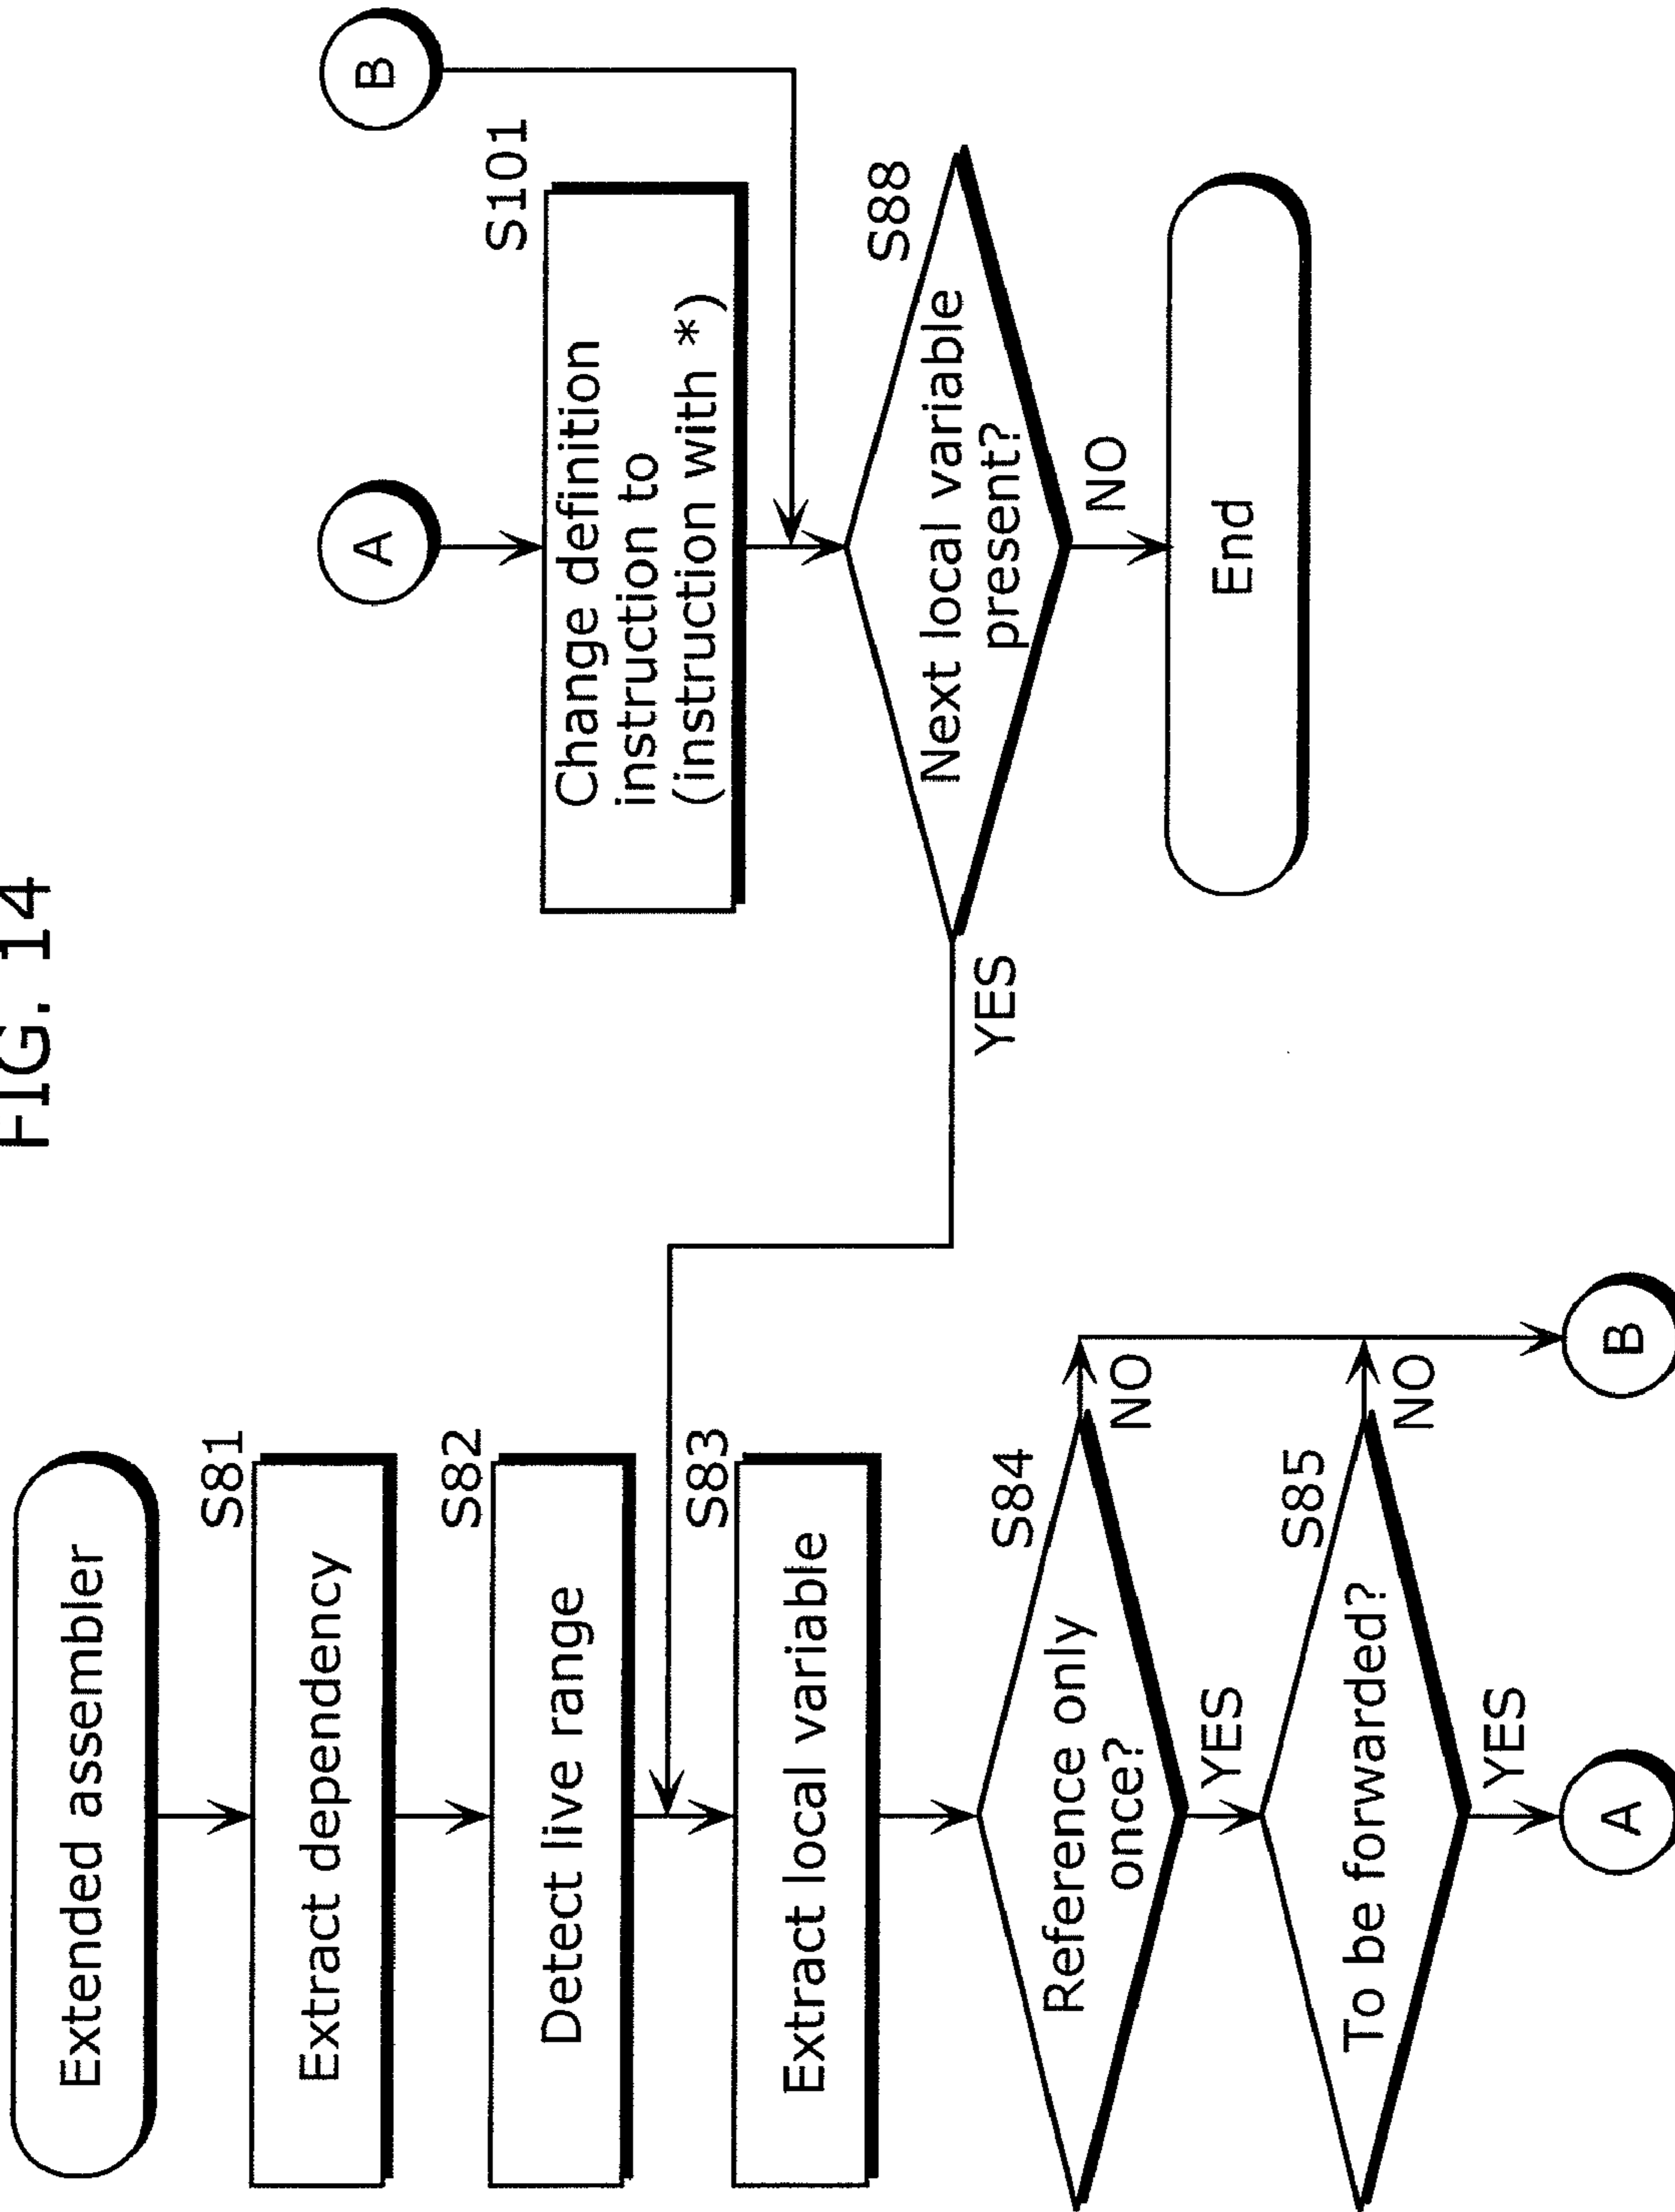 FIG. 14
Extended assembler
S81
Extract dependency
S82
Detect live range
S83
Extract local variable
S84
Reference only
once?
NO
YES
S85
To be forwarded?
NO
YES
A
B
A
B
S101
Change definition
instruction to
(instruction with *)
S88
Next local variable
present?
YES
NO
End